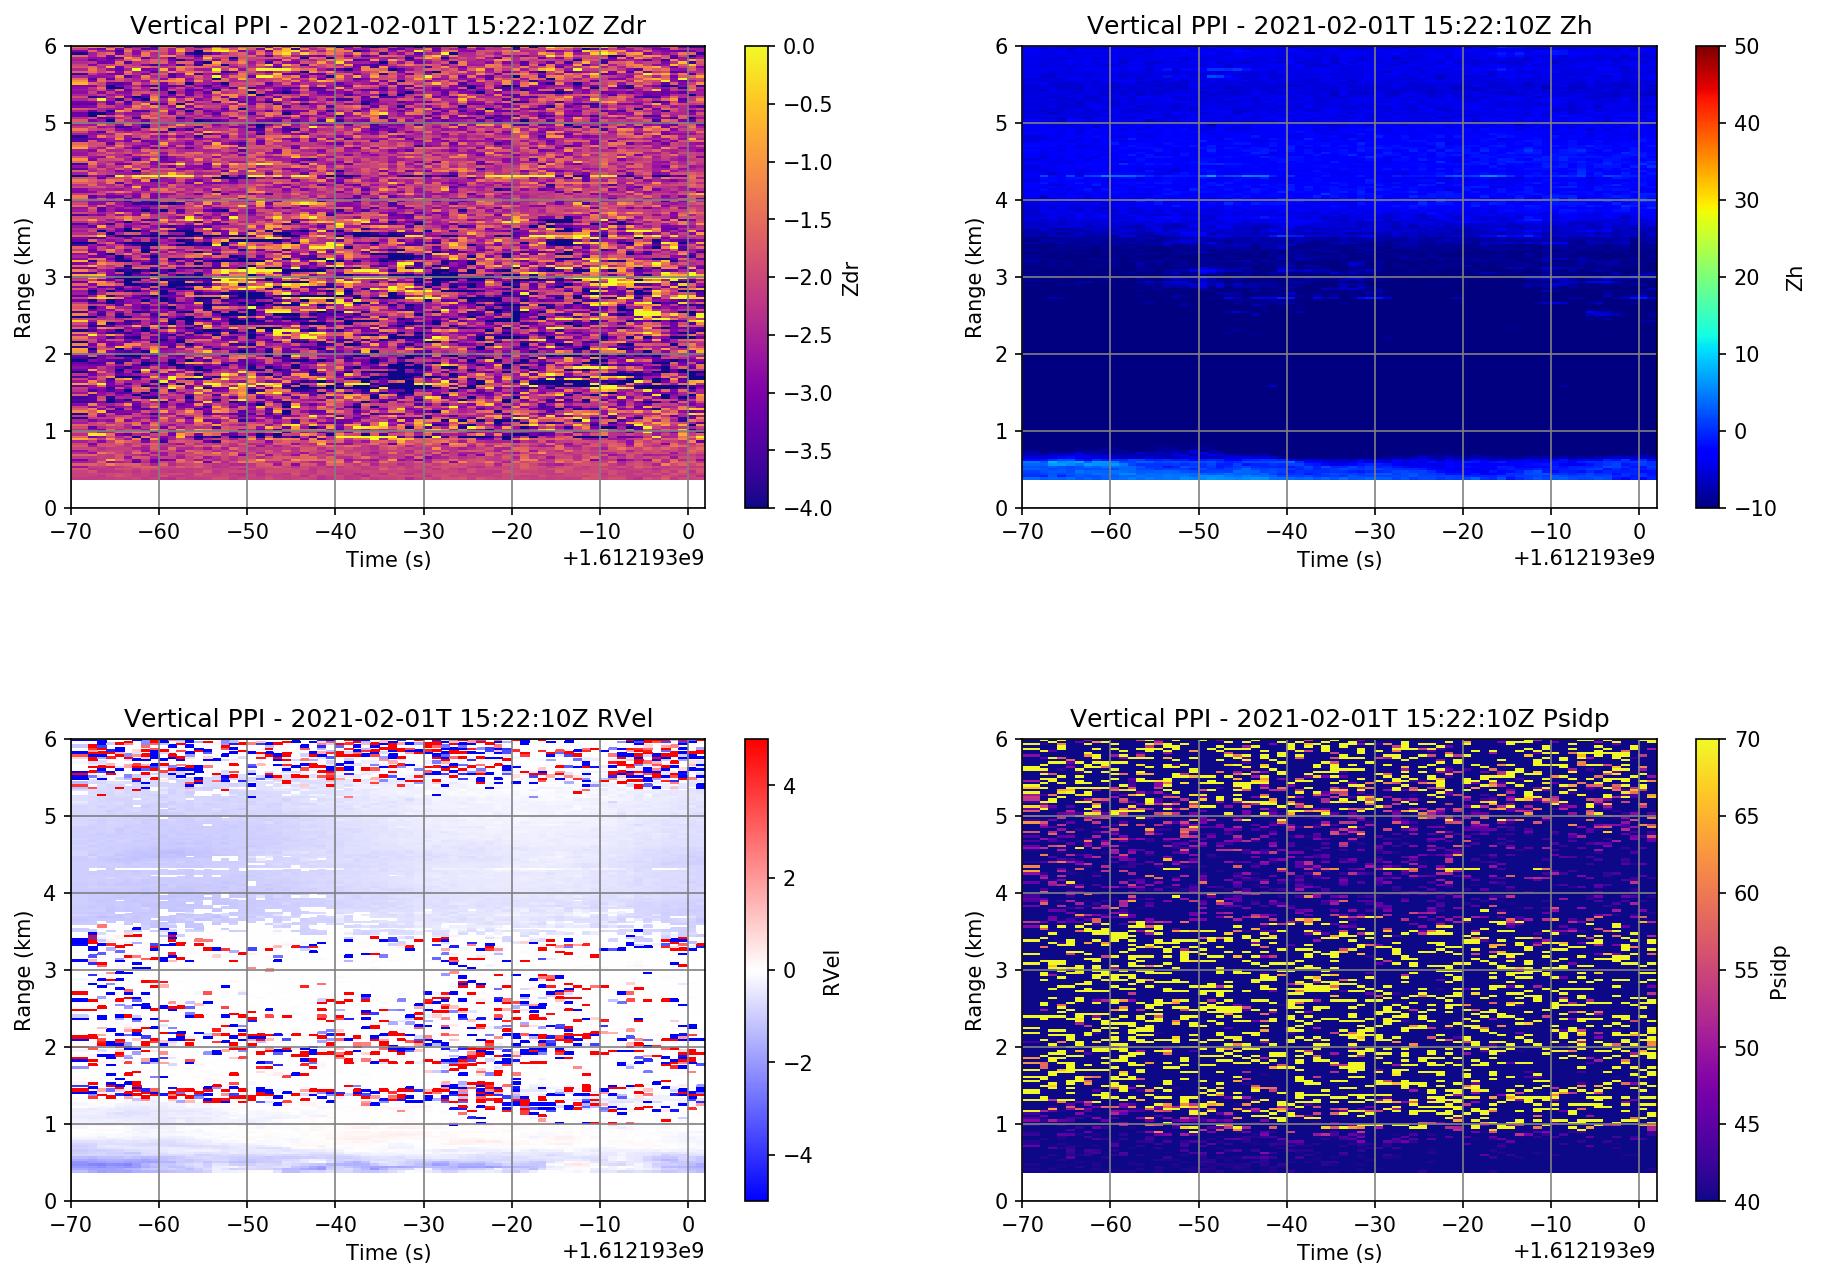 Vertical PPI - 2021-02-01T 15:22:10Z Zdr
6
5
4
3
2
1
0
Range (km)
−70 −60 −50 −40 −30 −20 −10 0
Time (s)
+1.612193e9
0.0
−0.5
−1.0
−1.5
−2.0
−2.5
−3.0
−3.5
−4.0
Zdr
Vertical PPI - 2021-02-01T 15:22:10Z Zh
6
5
4
3
2
1
0
Range (km)
−70 −60 −50 −40 −30 −20 −10 0
Time (s)
+1.612193e9
50
40
30
20
10
0
−10
Zh
Vertical PPI - 2021-02-01T 15:22:10Z RVel
6
5
4
3
2
1
0
Range (km)
−70 −60 −50 −40 −30 −20 −10 0
Time (s)
+1.612193e9
4
2
0
−2
−4
RVel
Vertical PPI - 2021-02-01T 15:22:10Z Psidp
6
5
4
3
2
1
0
Range (km)
−70 −60 −50 −40 −30 −20 −10 0
Time (s)
+1.612193e9
70
65
60
55
50
45
40
Psidp